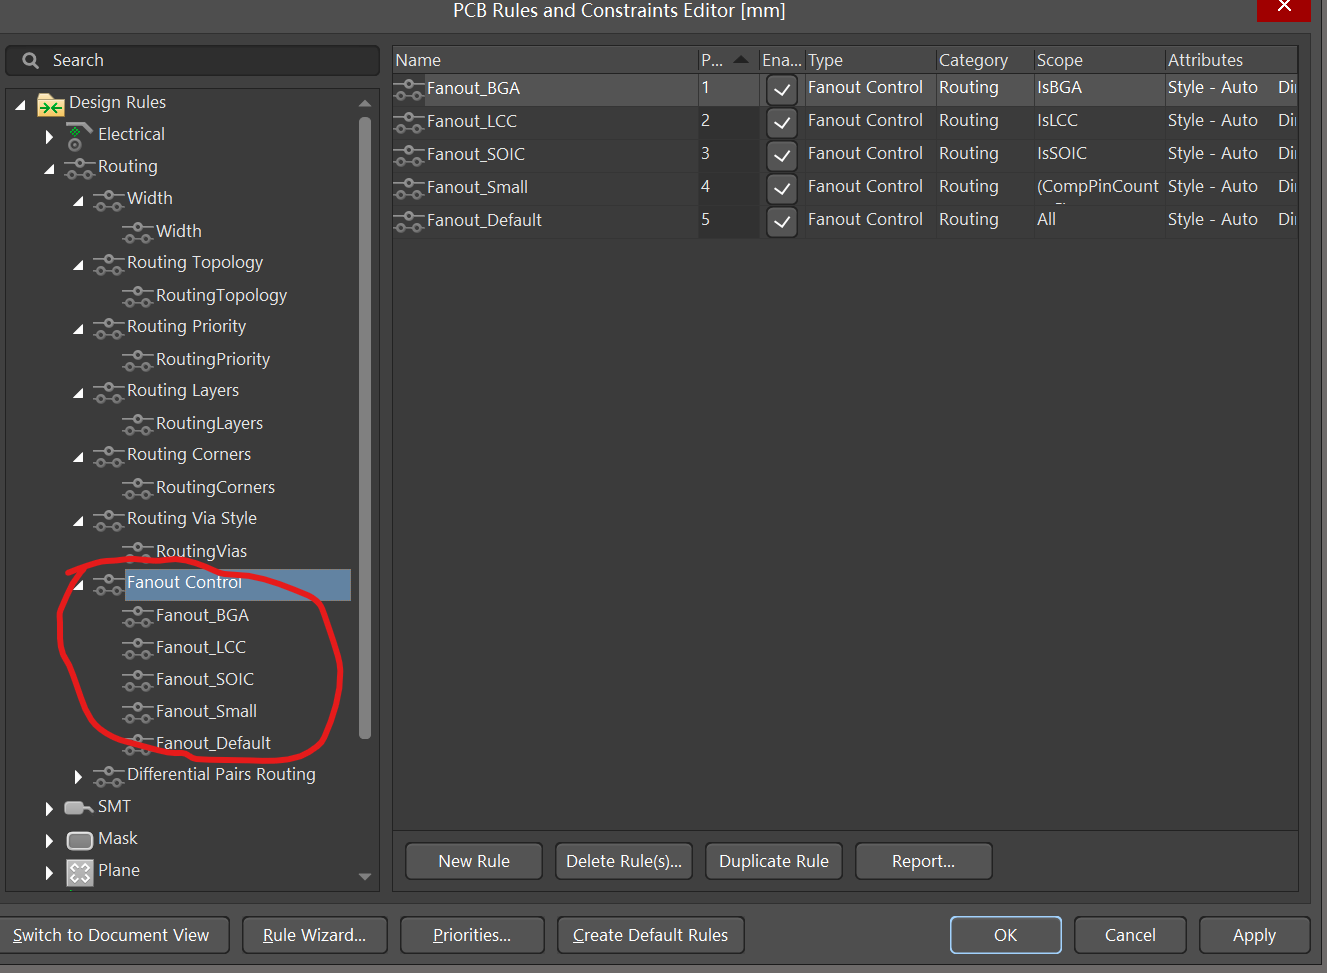 PCB Rules and Constraints Editor [mm]
Search
Design Rules
Electrical
Routing
Width
Width
Routing Topology
RoutingTopology
Routing Priority
RoutingPriority
Routing Layers
RoutingLayers
Routing Corners
RoutingCorners
Routing Via Style
RoutingVias
Fanout Control
Fanout_BGA
Fanout_LCC
Fanout_SOIC
Fanout_Small
Fanout_Default
Differential Pairs Routing
SMT
Mask
Plane
Name P... Ena... Type Category Scope Attributes
Fanout_BGA 1 Fanout Control Routing IsBGA Style - Auto Di
Fanout_LCC 2 Fanout Control Routing IsLCC Style - Auto Di
Fanout_SOIC 3 Fanout Control Routing IsSOIC Style - Auto Di
Fanout_Small 4 Fanout Control Routing (CompPinCount Style - Auto Di
Fanout_Default 5 Fanout Control Routing All Style - Auto Di
New Rule Delete Rule(s)... Duplicate Rule Report...
Switch to Document View Rule Wizard... Priorities... Create Default Rules OK Cancel Apply